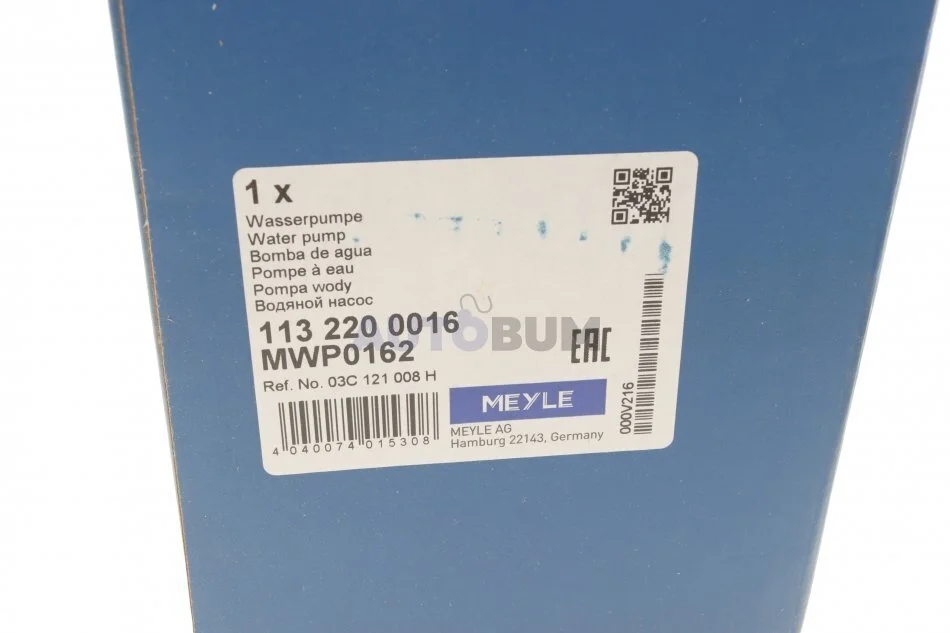 1 x
Wasserpumpe
Water pump
Bomba de agua
Pompe à eau
Pompa wody
Водяной насос
113 220 0016
AVTOBUM
MWP0162
EAC
Ref. No. 03C 121 008 H
MEYLE
MEYLE AG
Hamburg 22143, Germany
4 040074 015308
000V216